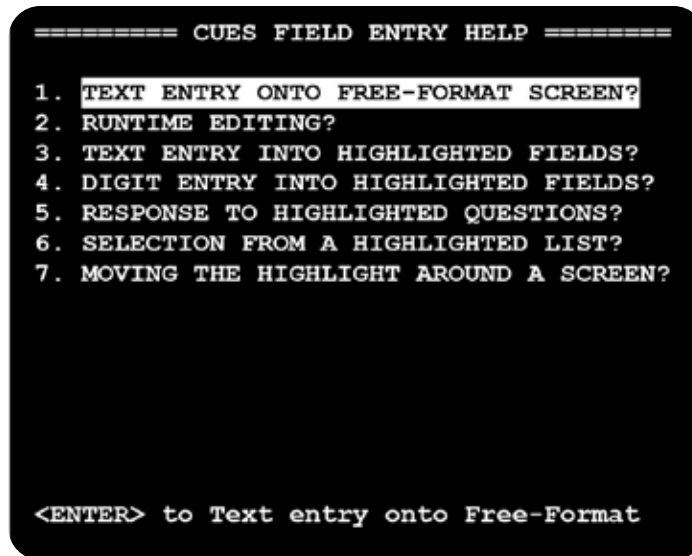 ========= CUES FIELD ENTRY HELP ========
1. TEXT ENTRY ONTO FREE-FORMAT SCREEN?
2. RUNTIME EDITING?
3. TEXT ENTRY INTO HIGHLIGHTED FIELDS?
4. DIGIT ENTRY INTO HIGHLIGHTED FIELDS?
5. RESPONSE TO HIGHLIGHTED QUESTIONS?
6. SELECTION FROM A HIGHLIGHTED LIST?
7. MOVING THE HIGHLIGHT AROUND A SCREEN?
<ENTER> to Text entry onto Free-Format